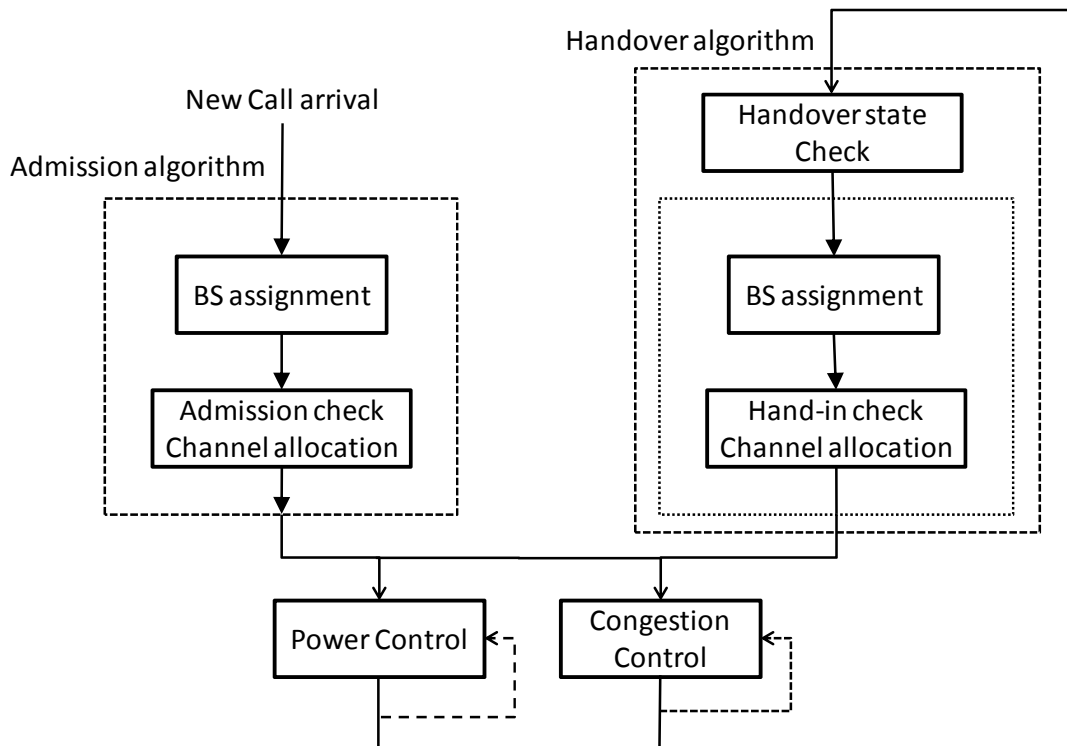 Handover algorithm
New Call arrival
Handover state
Check
Admission algorithm
BS assignment
BS assignment
Admission check
Channel allocation
Hand-in check
Channel allocation
Power Control
Congestion
Control